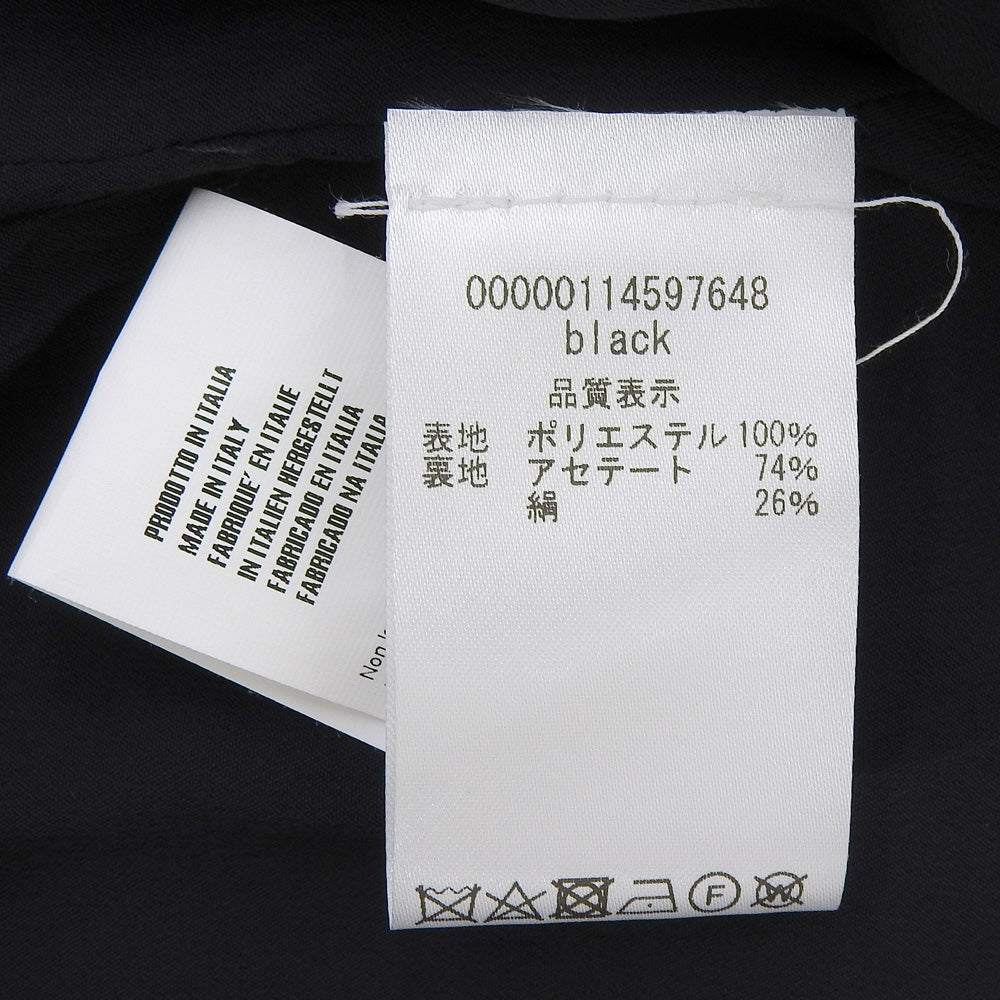 PRODOTTO IN ITALIA
MADE IN ITALY
FABRIQUE' EN ITALIE
IN ITALIEN HERGESTELLT
FABRICADO EN ITALIA
FABRICADO NA ITALIA
Non
00000114597648
black
品質表示
表地 ポリエステル 100%
裏地 アセテート 74%
絹 26%
F
W